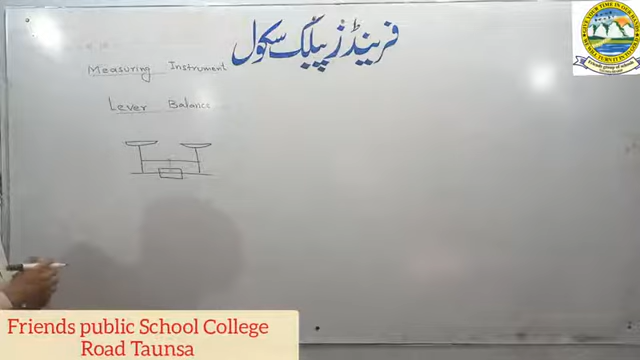 فرینڈز پبلک سکول
Measuring Instrument
Lever Balance
Friends public School College
Road Taunsa